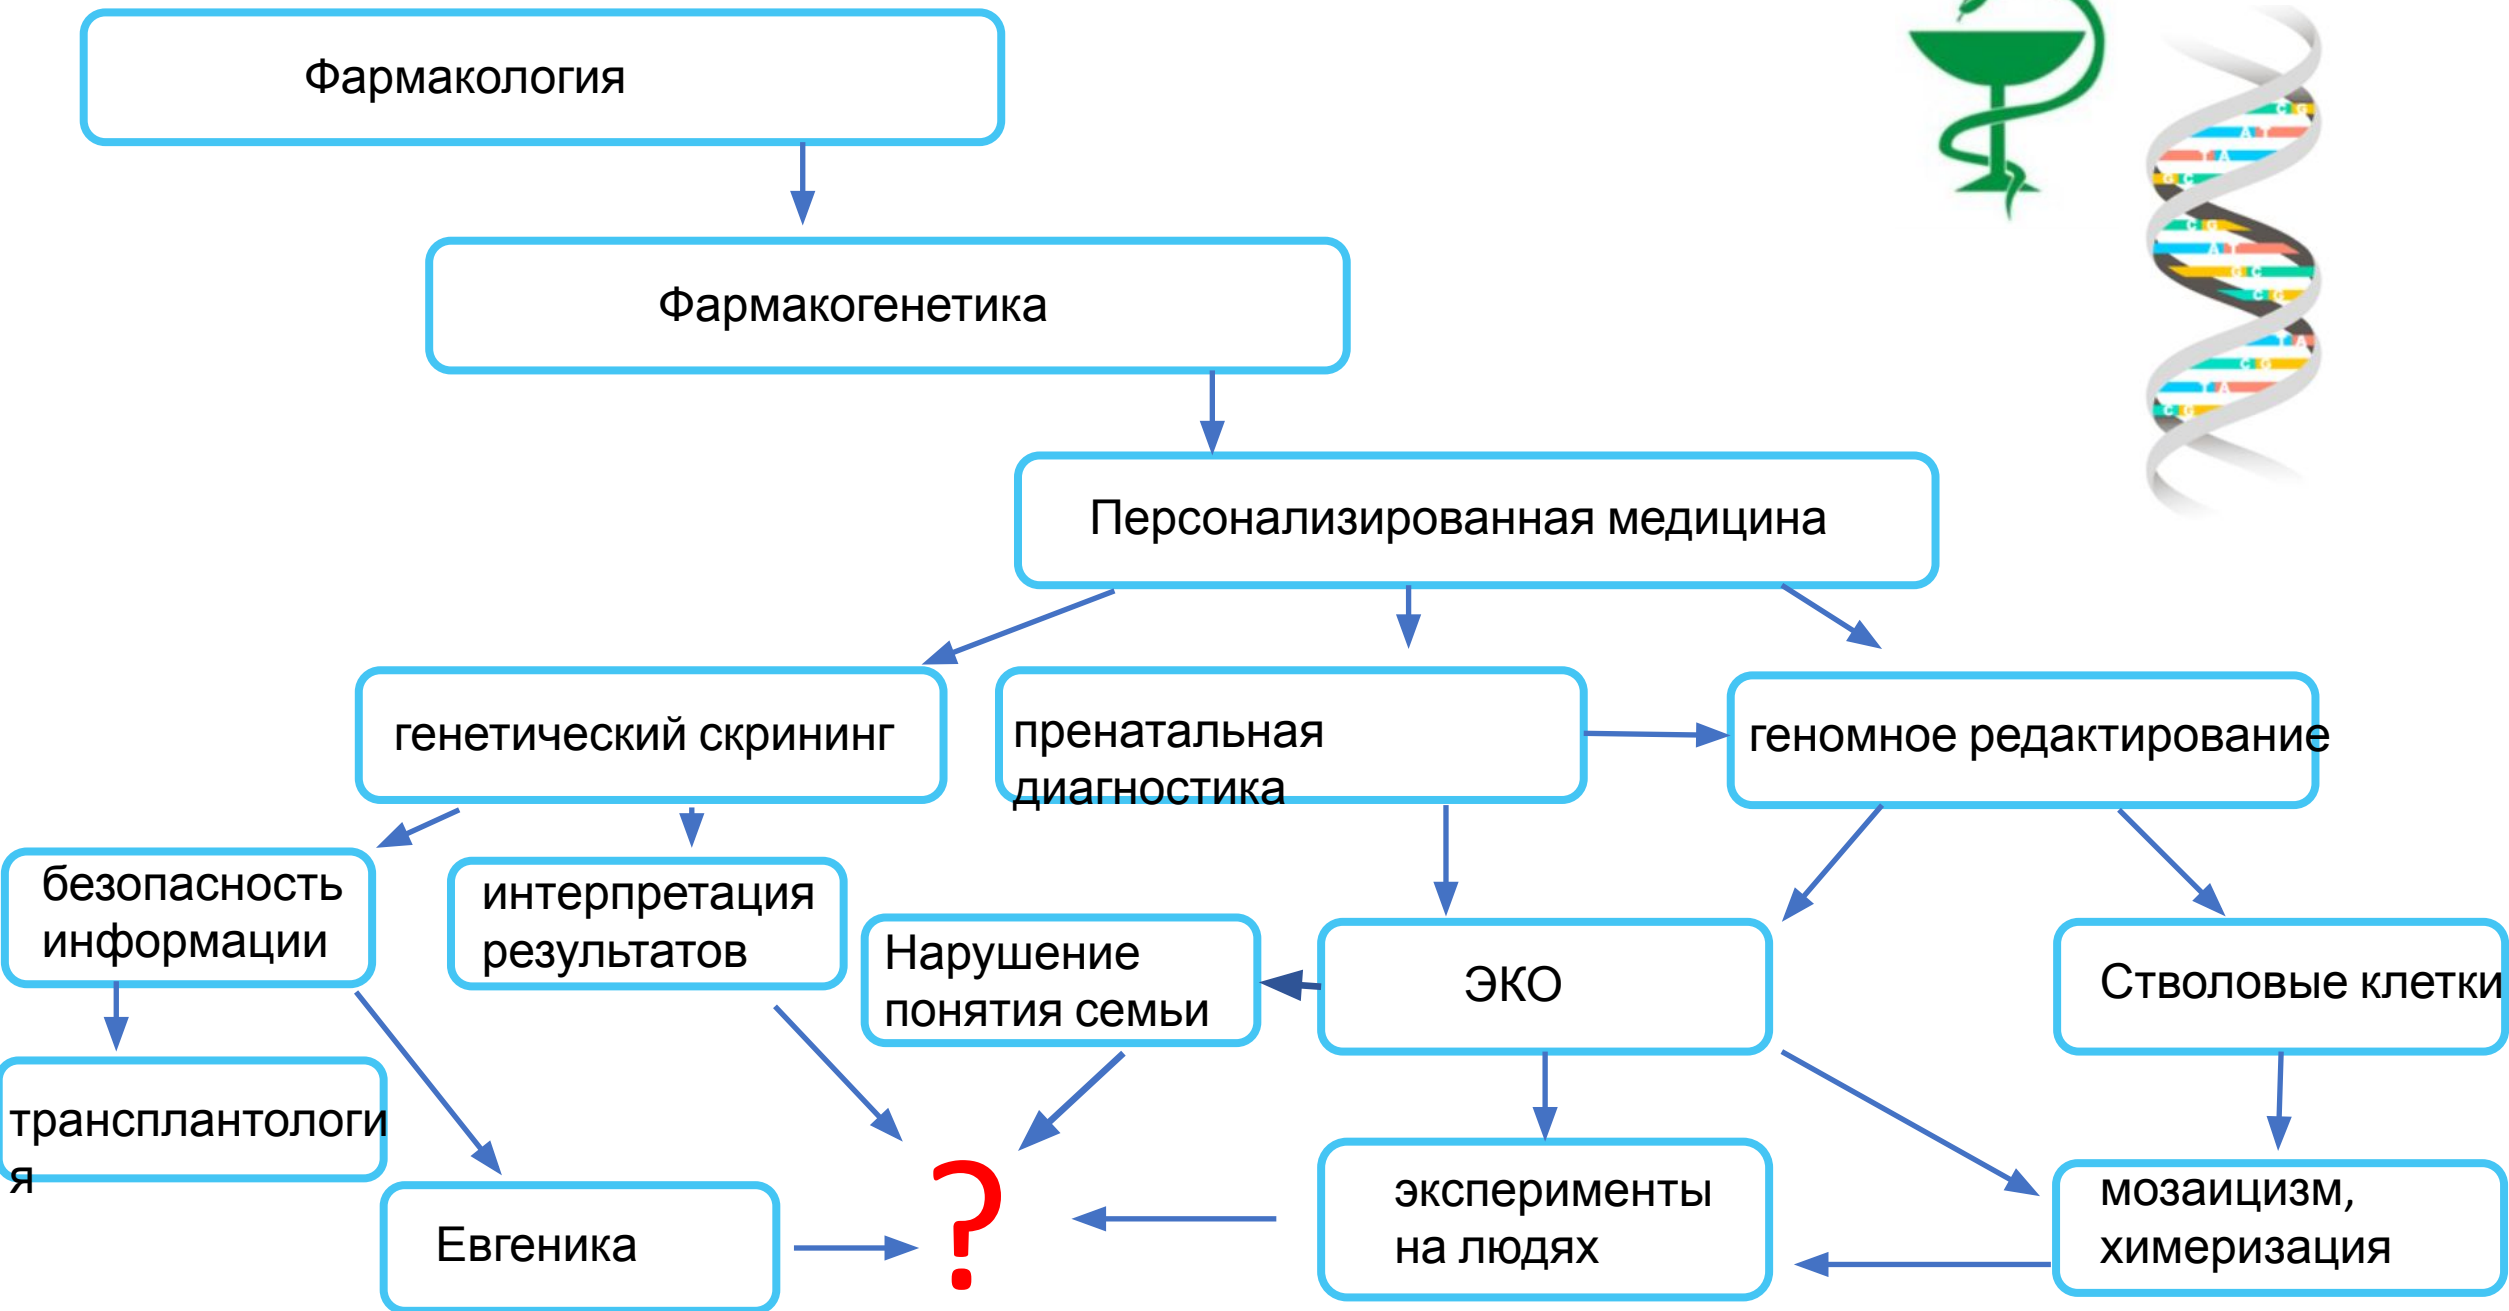 Фармакология
Фармакогенетика
Персонализированная медицина
генетический скрининг
пренатальная
диагностика
геномное редактирование
безопасность
информации
интерпретация
результатов
Нарушение
понятия семьи
ЭКО
Стволовые клетки
трансплантологи
я
Евгеника
?
эксперименты
на людях
мозаицизм,
химеризация
C G
A T
T A
G C
C G
A T
G C
C G
T A
C G
T A
C G